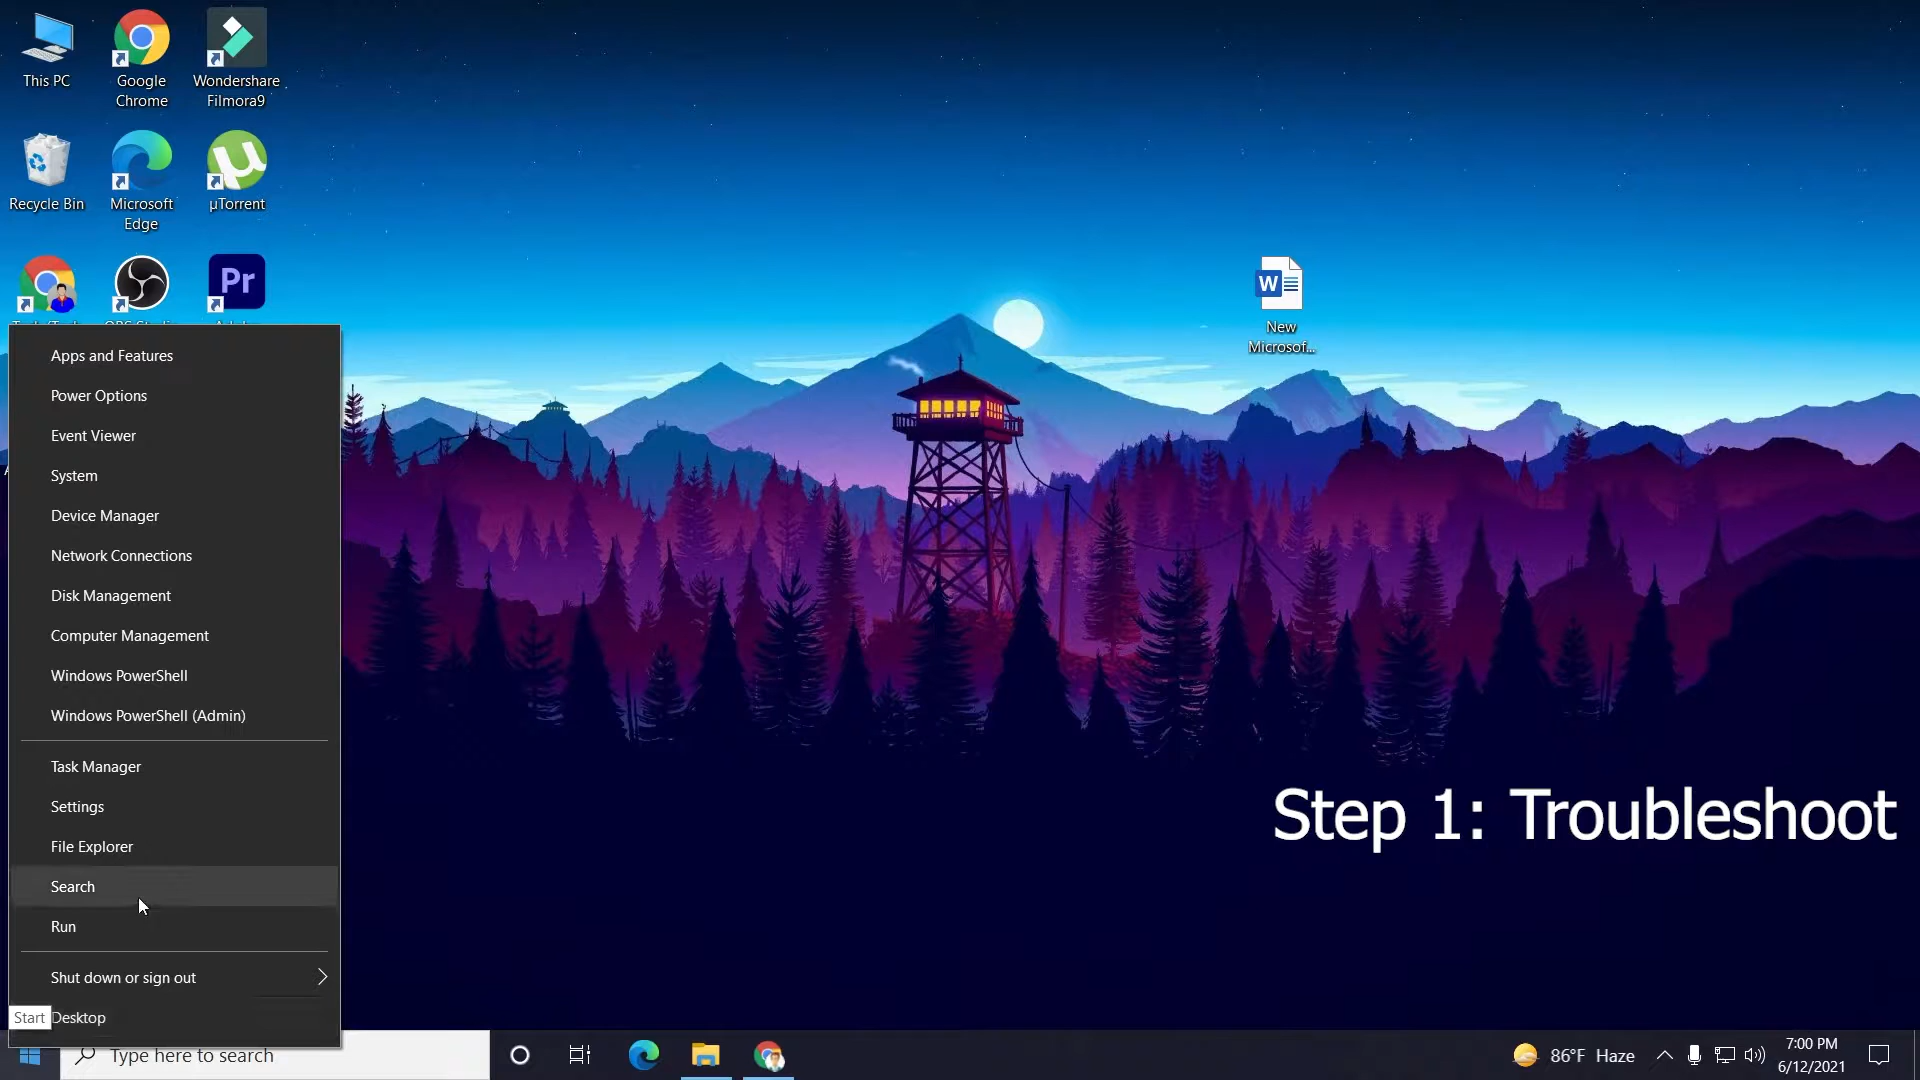 This PC
Google
Chrome
Wondershare
Filmora9
Recycle Bin
Microsoft
Edge
µTorrent
Pr
W
New
Microsof...
Apps and Features
Power Options
Event Viewer
System
Device Manager
Network Connections
Disk Management
Computer Management
Windows PowerShell
Windows PowerShell (Admin)
Task Manager
Settings
File Explorer
Search
Run
Shut down or sign out
Start
Desktop
Step 1: Troubleshoot
Type here to search
86°F Haze
7:00 PM
6/12/2021